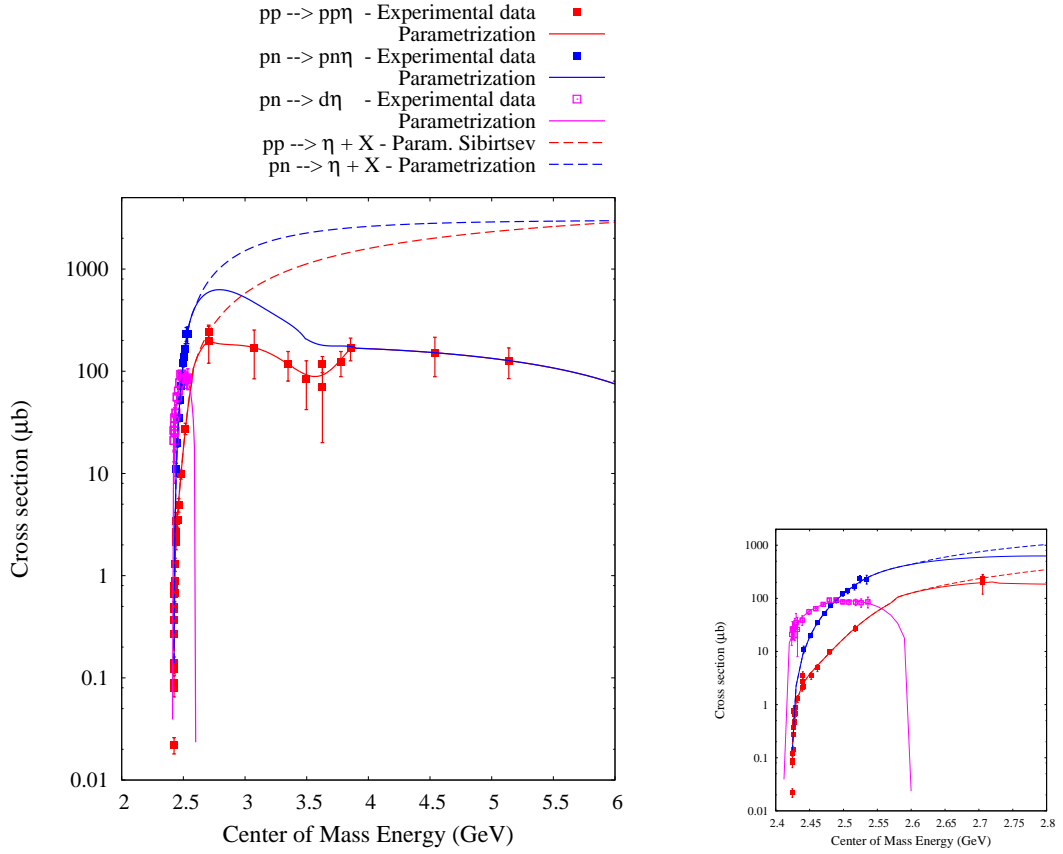 pp --> ppη - Experimental data
Parametrization
pn --> pnη - Experimental data
Parametrization
pn --> dη - Experimental data
Parametrization
pp --> η + X - Param. Sibirtsev
pn --> η + X - Parametrization
1000
100
10
1
0.1
0.01
Cross section (μb)
2 2.5 3 3.5 4 4.5 5 5.5 6
Center of Mass Energy (GeV)
1000
100
10
1
0.1
0.01
Cross section (μb)
2.4 2.45 2.5 2.55 2.6 2.65 2.7 2.75 2.8
Center of Mass Energy (GeV)